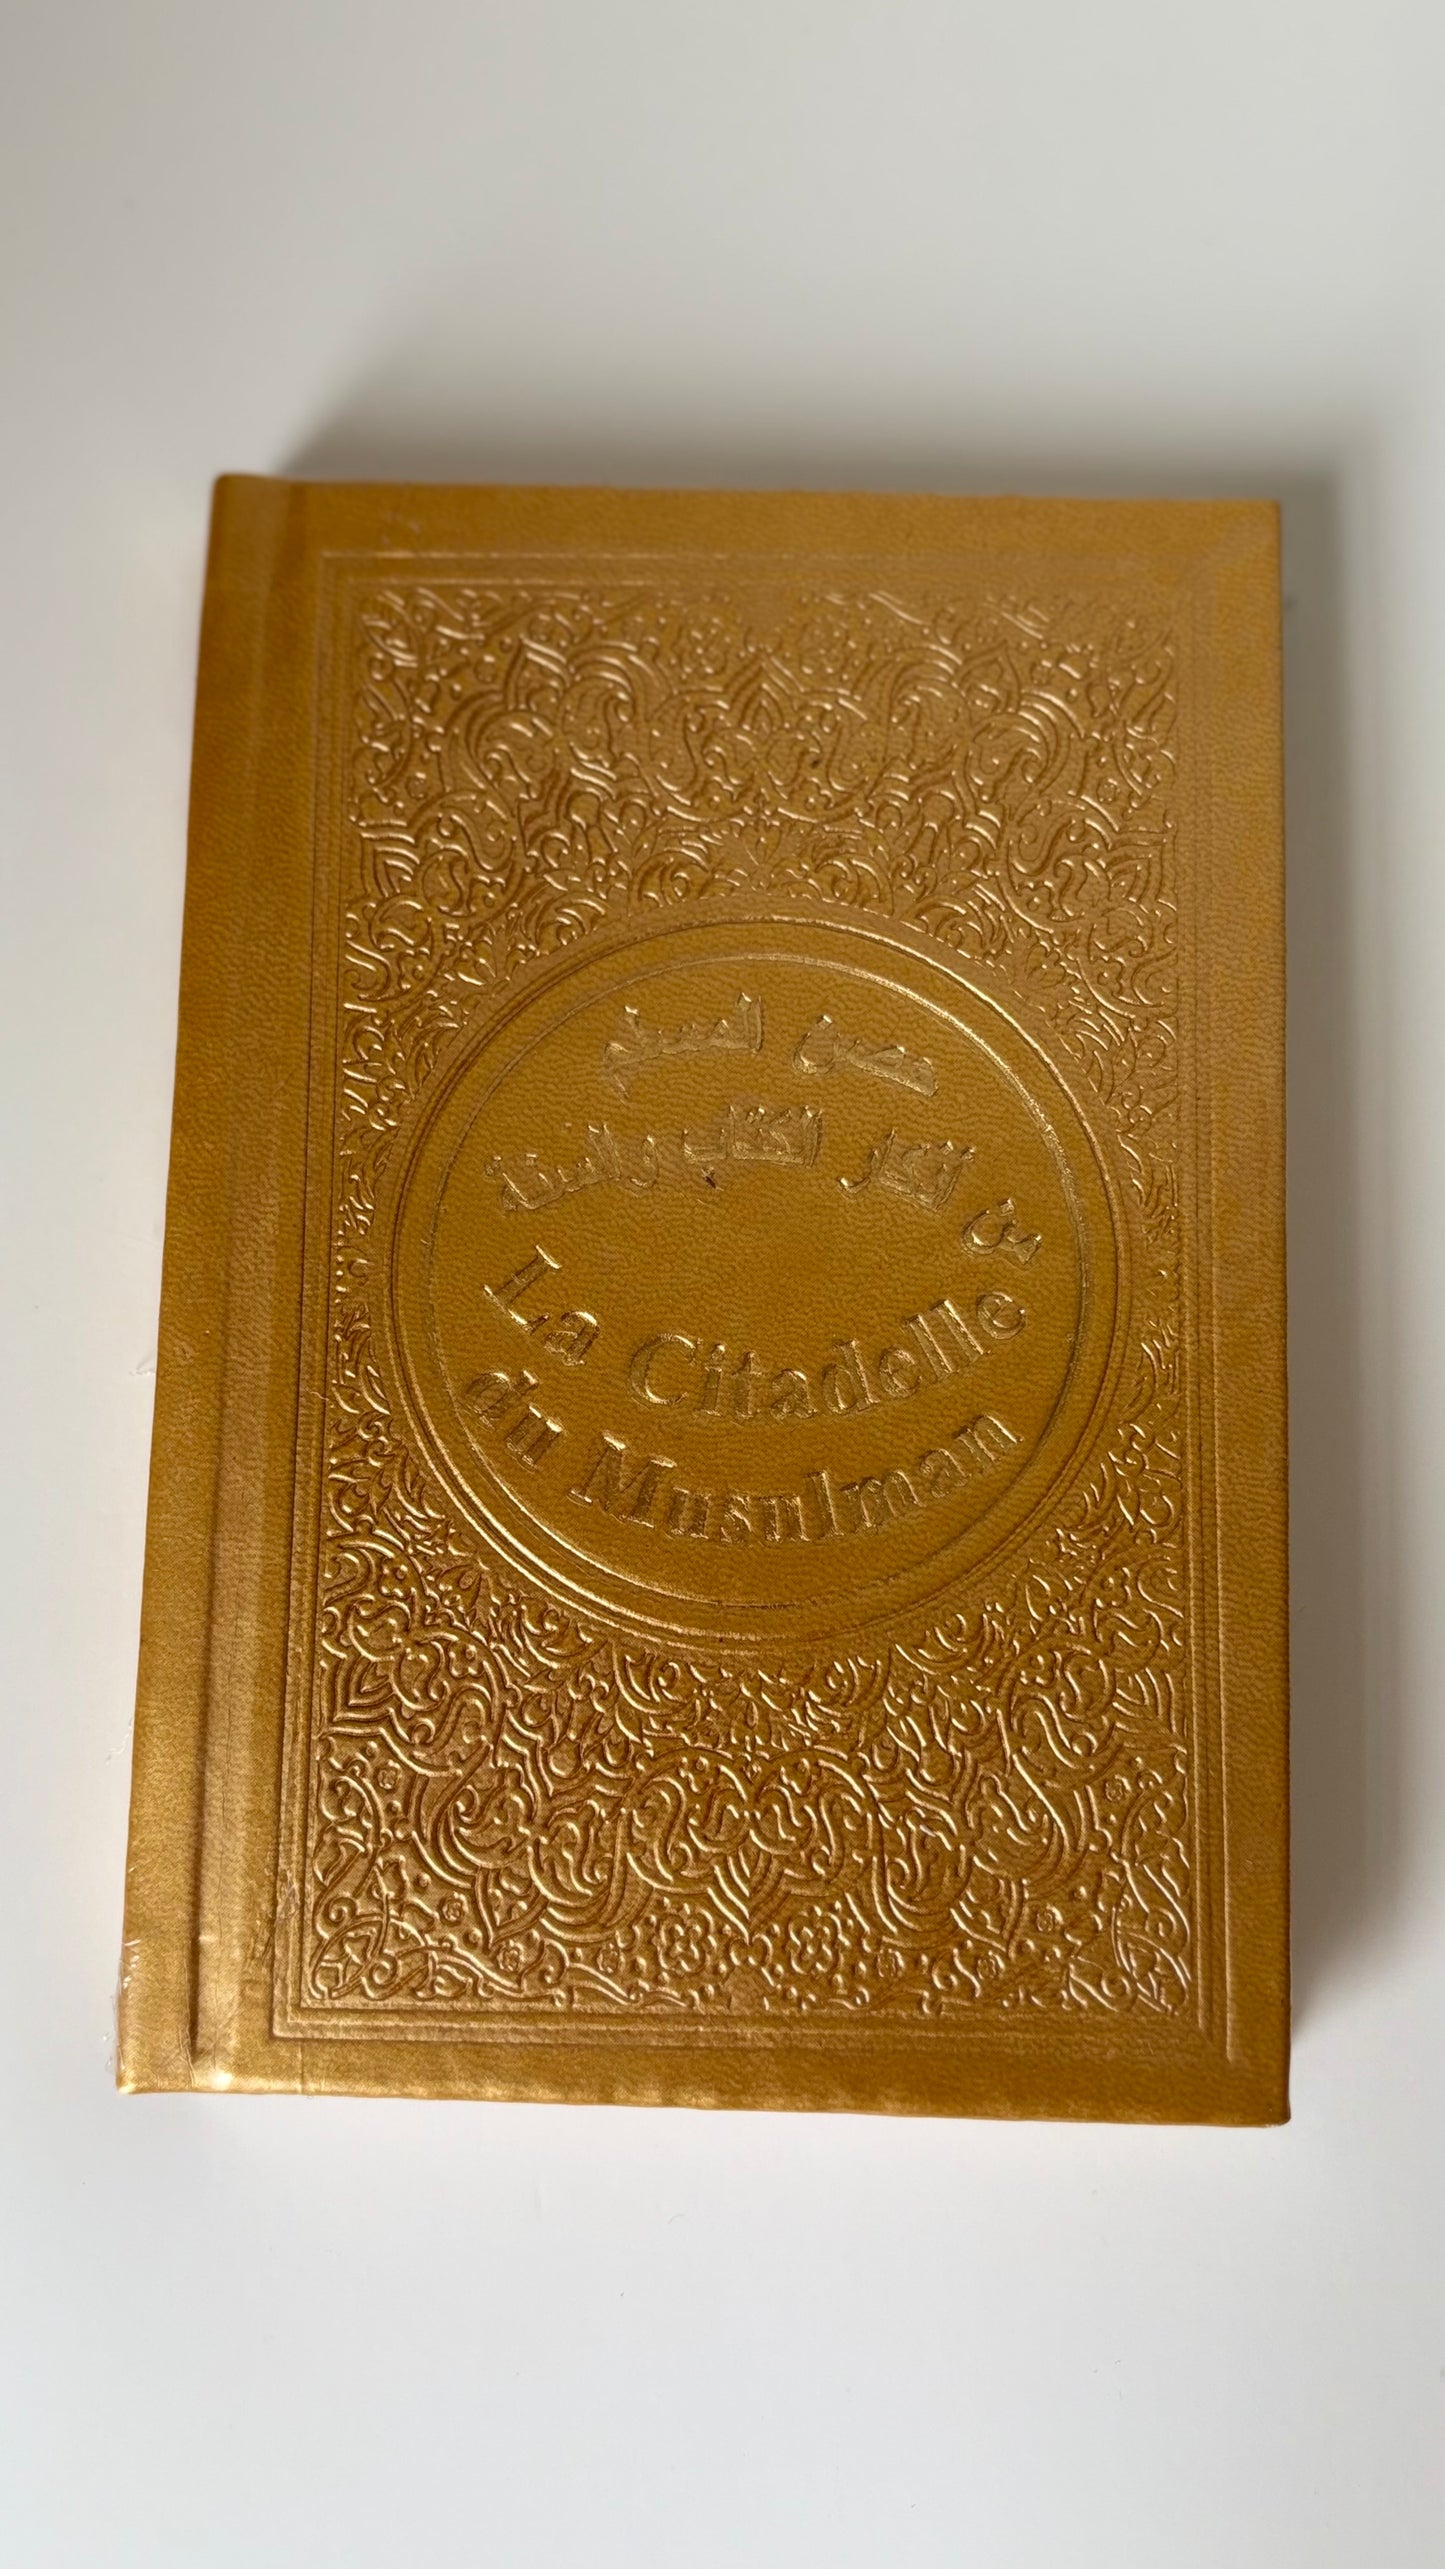 حصن المسلم
من أذكار الكتاب والسنة
La Citadelle
du Musulman